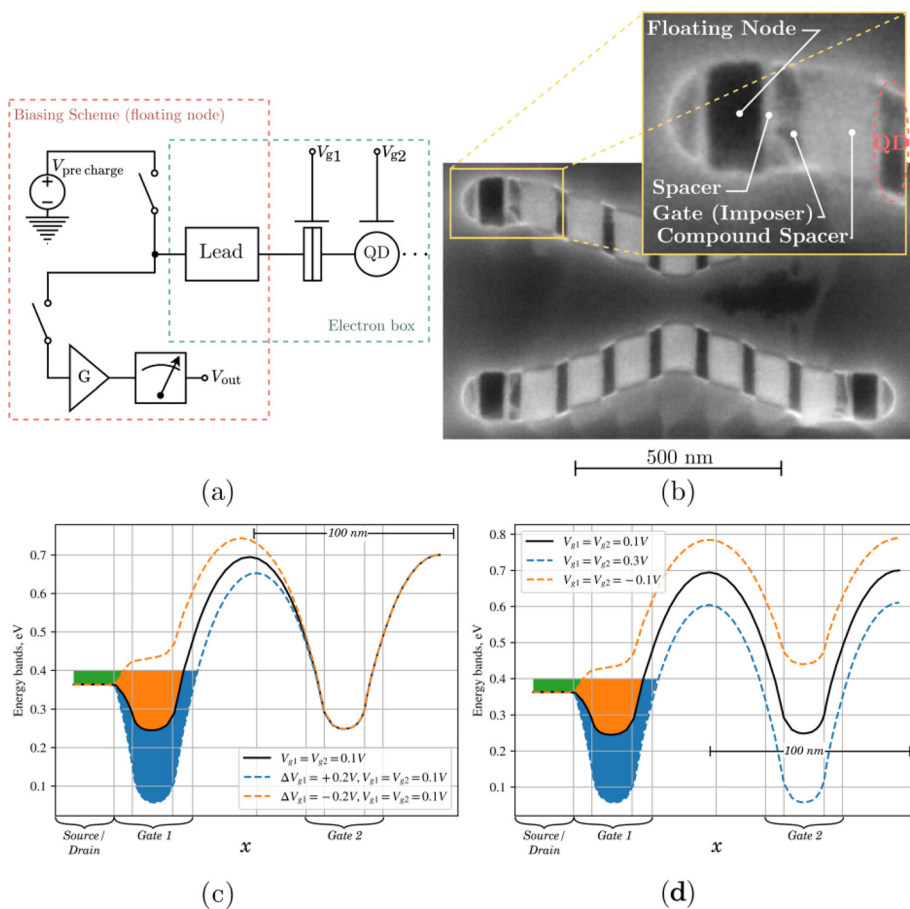 Biasing Scheme (floating node)
V_pre charge
V_g1
V_g2
Lead
QD
...
Electron box
G
V_out
(a)
Floating Node
QD
Spacer
Gate (Imposer)
Compound Spacer
500 nm
(b)
100 nm
Energy bands, eV
0.7
0.6
0.5
0.4
0.3
0.2
0.1
V_g1 = V_g2 = 0.1V
ΔV_g1 = +0.2V, V_g1 = V_g2 = 0.1V
ΔV_g1 = −0.2V, V_g1 = V_g2 = 0.1V
Source/
Drain
Gate 1
x
Gate 2
(c)
V_g1 = V_g2 = 0.1V
V_g1 = V_g2 = 0.3V
V_g1 = V_g2 = −0.1V
Energy bands, eV
0.8
0.7
0.6
0.5
0.4
0.3
0.2
0.1
100 nm
Source/
Drain
Gate 1
x
Gate 2
(d)